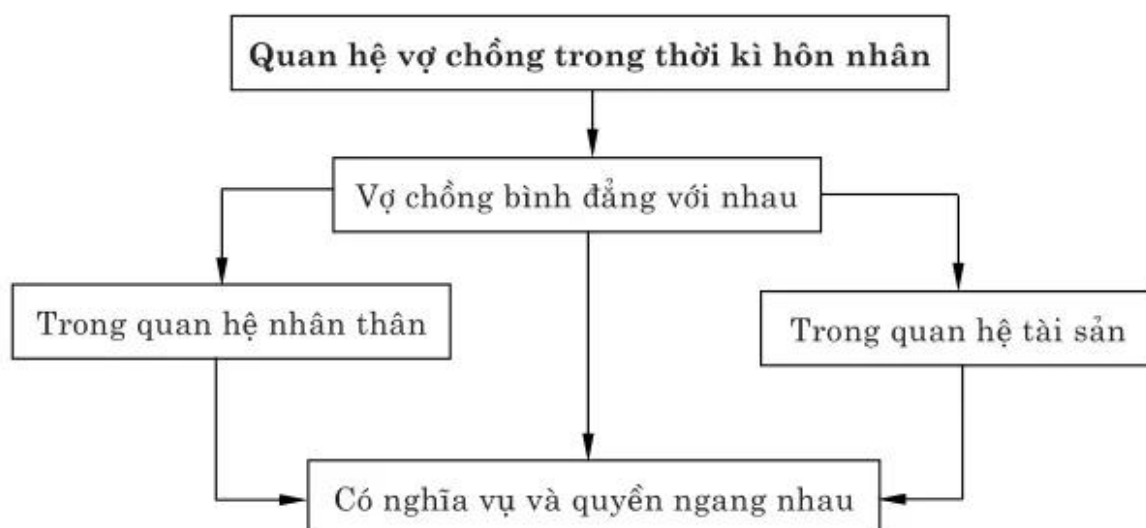 Quan hệ vợ chồng trong thời kì hôn nhân
Vợ chồng bình đẳng với nhau
Trong quan hệ nhân thân
Trong quan hệ tài sản
Có nghĩa vụ và quyền ngang nhau